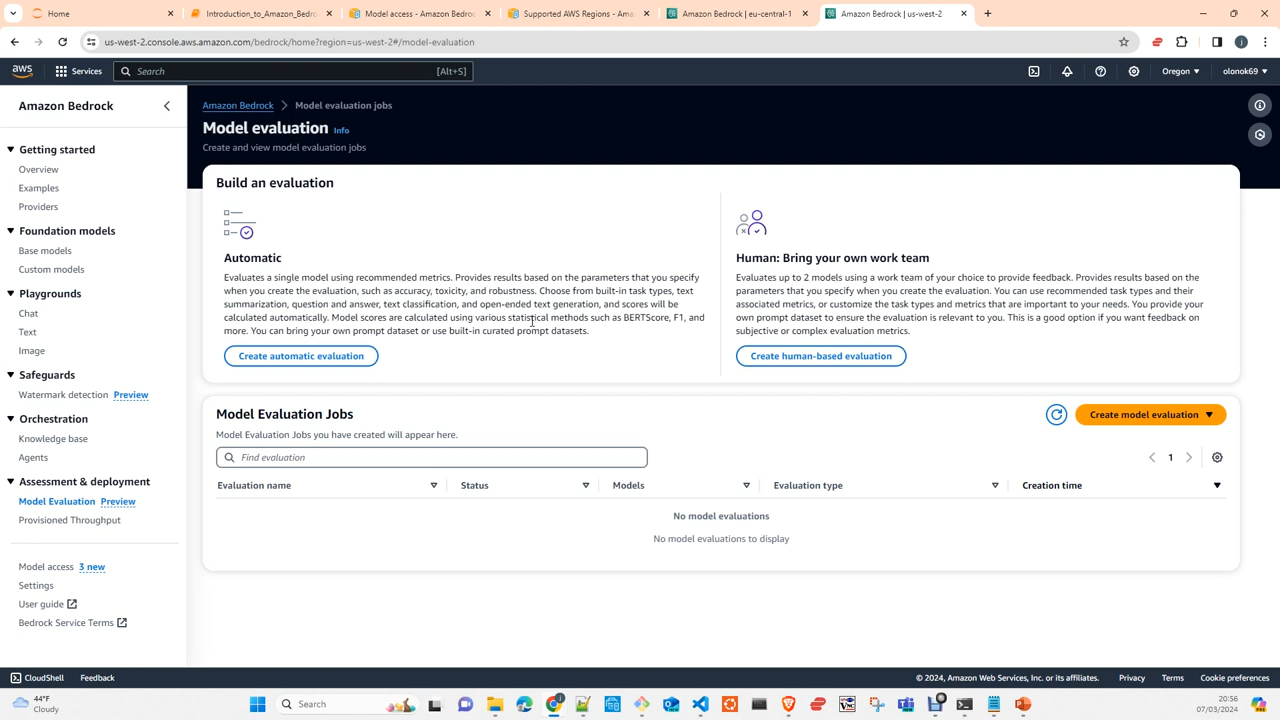 Home
Introduction_to_Amazon_Bedr
Model access - Amazon Bedroc
Supported AWS Regions - Ama
Amazon Bedrock | eu-central-1
Amazon Bedrock | us-west-2
us-west-2.console.aws.amazon.com/bedrock/home?region=us-west-2#/model-evaluation
aws
Services
Search
[Alt+S]
Oregon
olonok69
Amazon Bedrock
Getting started
Overview
Examples
Providers
Foundation models
Base models
Custom models
Playgrounds
Chat
Text
Image
Safeguards
Watermark detection Preview
Orchestration
Knowledge base
Agents
Assessment & deployment
Model Evaluation Preview
Provisioned Throughput
Model access 3 new
Settings
User guide
Bedrock Service Terms
Amazon Bedrock > Model evaluation jobs
Model evaluation Info
Create and view model evaluation jobs
Build an evaluation
Automatic
Evaluates a single model using recommended metrics. Provides results based on the parameters that you specify
when you create the evaluation, such as accuracy, toxicity, and robustness. Choose from built-in task types, text
summarization, question and answer, text classification, and open-ended text generation, and scores will be
calculated automatically. Model scores are calculated using various statistical methods such as BERTScore, F1, and
more. You can bring your own prompt dataset or use built-in curated prompt datasets.
Create automatic evaluation
Human: Bring your own work team
Evaluates up to 2 models using a work team of your choice to provide feedback. Provides results based on the
parameters that you specify when you create the evaluation. You can use recommended task types and their
associated metrics, or customize the task types and metrics that are important to your needs. You provide your
own prompt dataset to ensure the evaluation is relevant to you. This is a good option if you want feedback on
subjective or complex evaluation metrics.
Create human-based evaluation
Model Evaluation Jobs
Create model evaluation
Model Evaluation Jobs you have created will appear here.
Find evaluation
1
Evaluation name
Status
Models
Evaluation type
Creation time
No model evaluations
No model evaluations to display
CloudShell
Feedback
© 2024, Amazon Web Services, Inc. or its affiliates.
Privacy
Terms
Cookie preferences
44°F
Cloudy
Search
20:56
07/03/2024